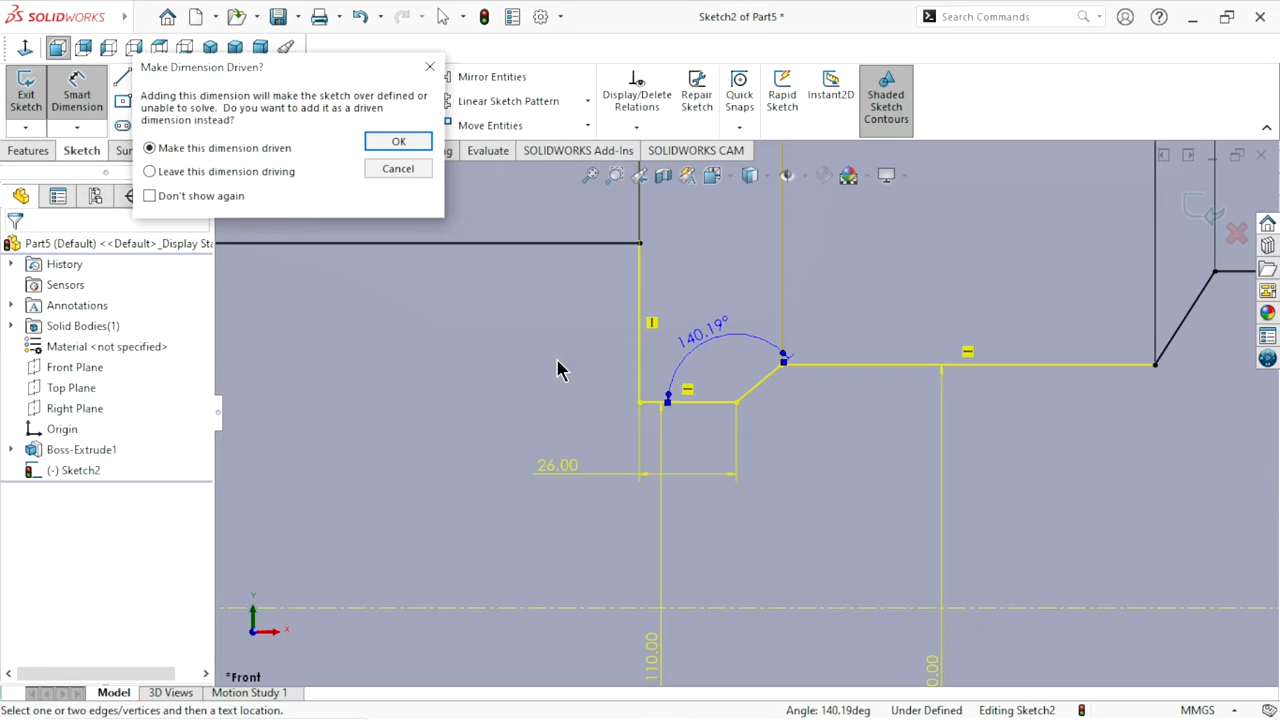 SOLIDWORKS
Sketch2 of Part5 *
Search Commands
Make Dimension Driven?
Adding this dimension will make the sketch over defined or
unable to solve. Do you want to add it as a driven
dimension instead?
Make this dimension driven
Leave this dimension driving
Don't show again
OK
Cancel
Exit
Sketch
Smart
Dimension
Mirror Entities
Linear Sketch Pattern
Move Entities
Display/Delete
Relations
Repair
Sketch
Quick
Snaps
Rapid
Sketch
Instant2D
Shaded
Sketch
Contours
Features
Sketch
Evaluate
SOLIDWORKS Add-Ins
SOLIDWORKS CAM
Part5 (Default) <<Default>_Display Sta
History
Sensors
Annotations
Solid Bodies(1)
Material <not specified>
Front Plane
Top Plane
Right Plane
Origin
Boss-Extrude1
(-) Sketch2
140.19°
26.00
110.00
0.00
Y
X
*Front
Model
3D Views
Motion Study 1
Select one or two edges/vertices and then a text location.
Angle: 140.19deg
Under Defined
Editing Sketch2
MMGS